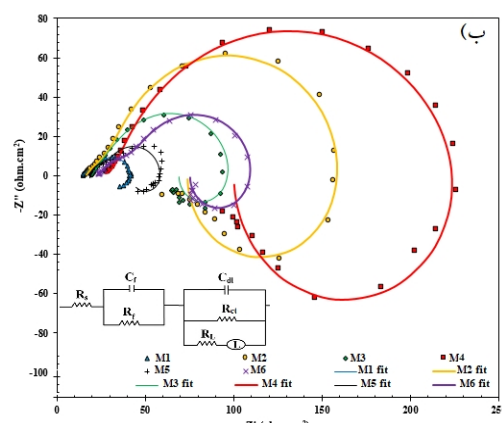 ب)
-Z" (ohm.cm²)
80
60
40
20
0
-20
-40
-60
-80
-100
0
50
100
150
200
25
Rs
Cf
Rf
Cdl
Rct
RL
L
M1
M2
M3
M4
M5
M6
M1 fit
M2 fit
M3 fit
M4 fit
M5 fit
M6 fit